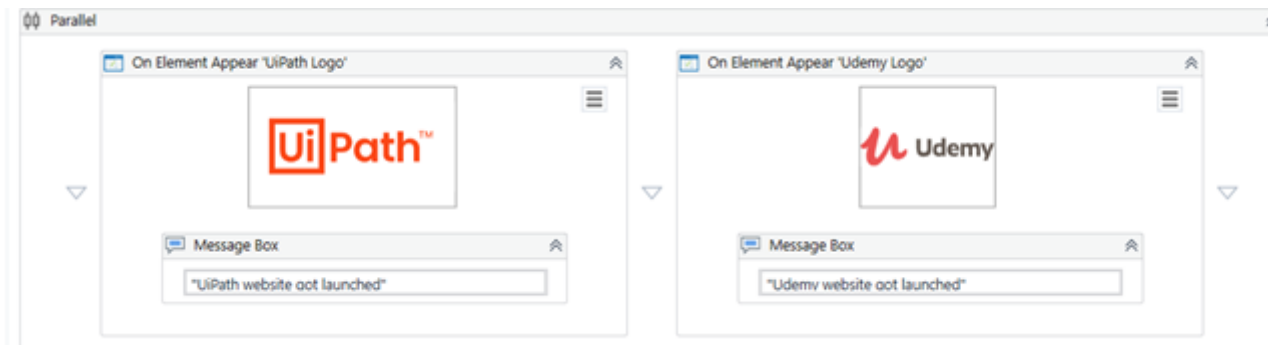 Parallel
On Element Appear 'UiPath Logo'
UiPath™
Message Box
"UiPath website got launched"
On Element Appear 'Udemy Logo'
Udemy
Message Box
"Udemy website got launched"